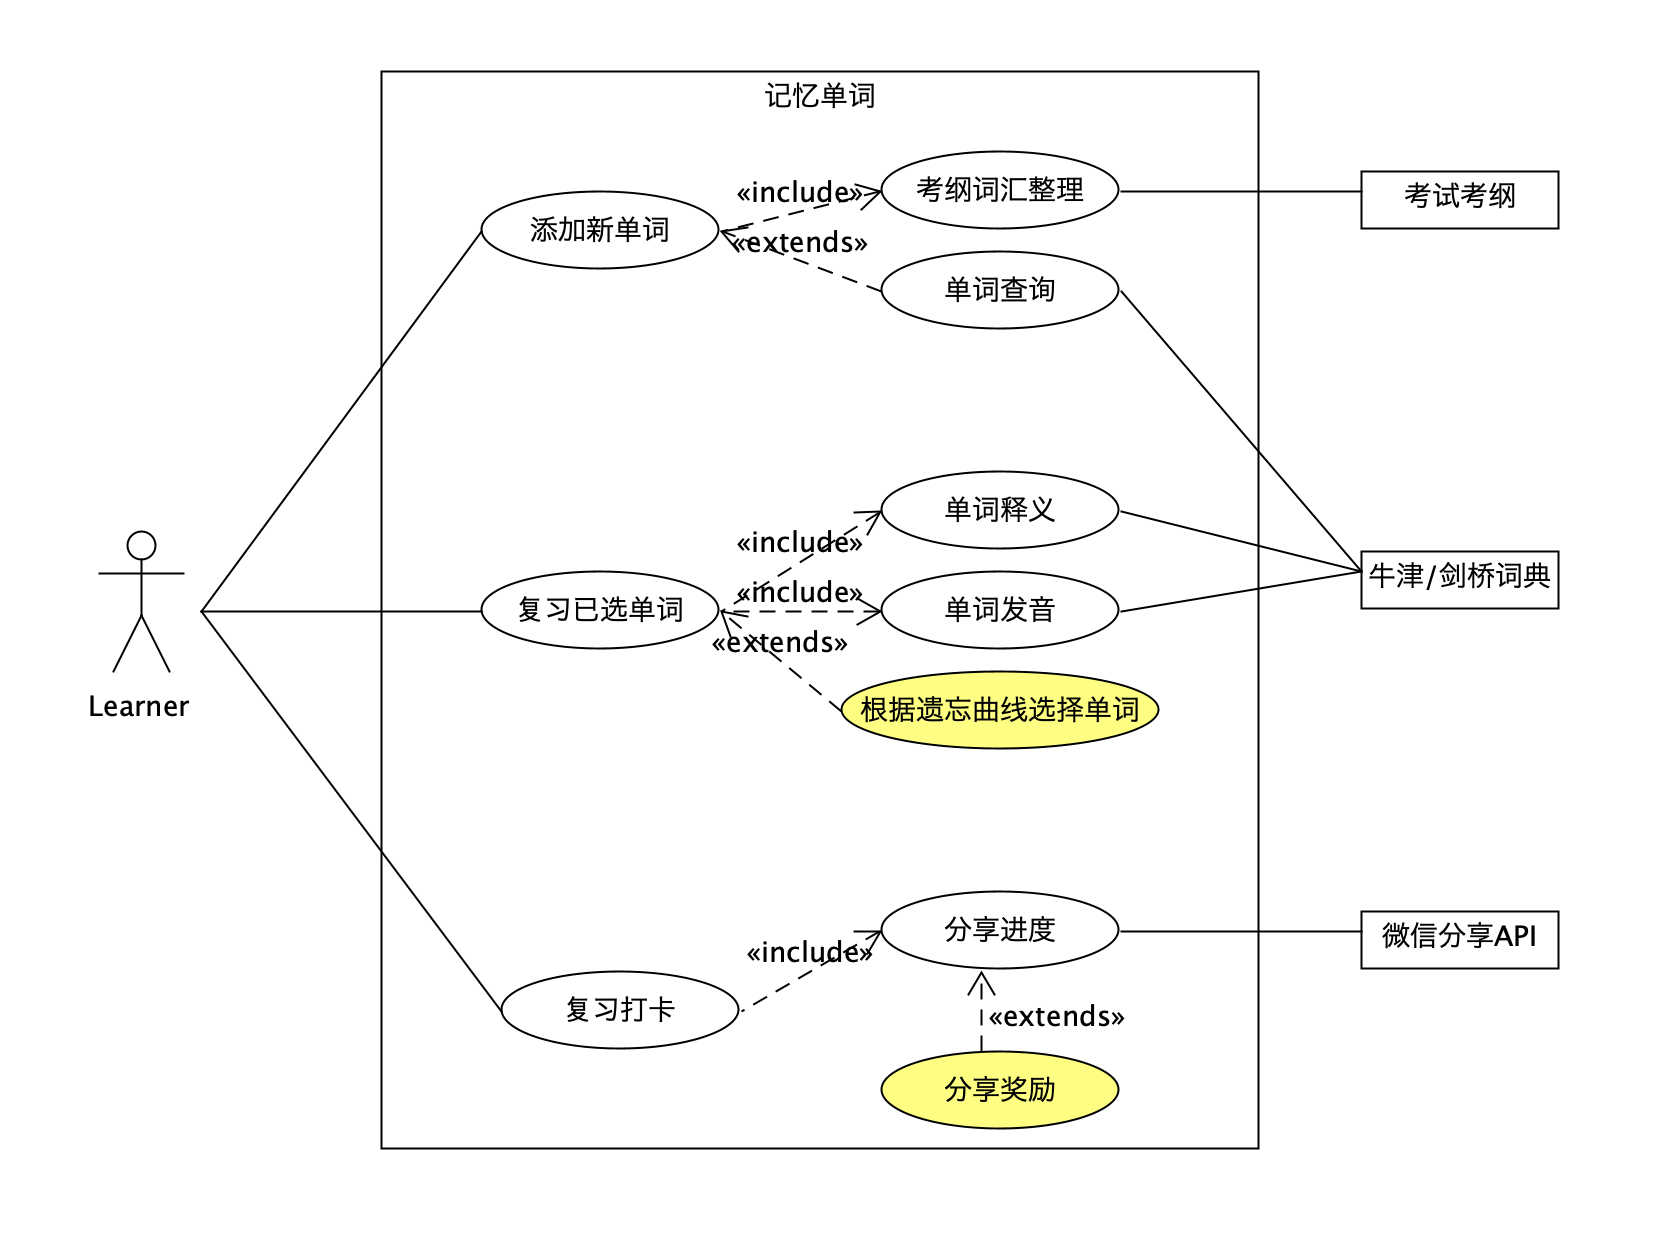 记忆单词
«include»
考纲词汇整理
考试考纲
添加新单词
«extends»
单词查询
«include»
单词释义
牛津/剑桥词典
«include»
复习已选单词
单词发音
«extends»
根据遗忘曲线选择单词
Learner
«include»
分享进度
微信分享API
复习打卡
«extends»
分享奖励